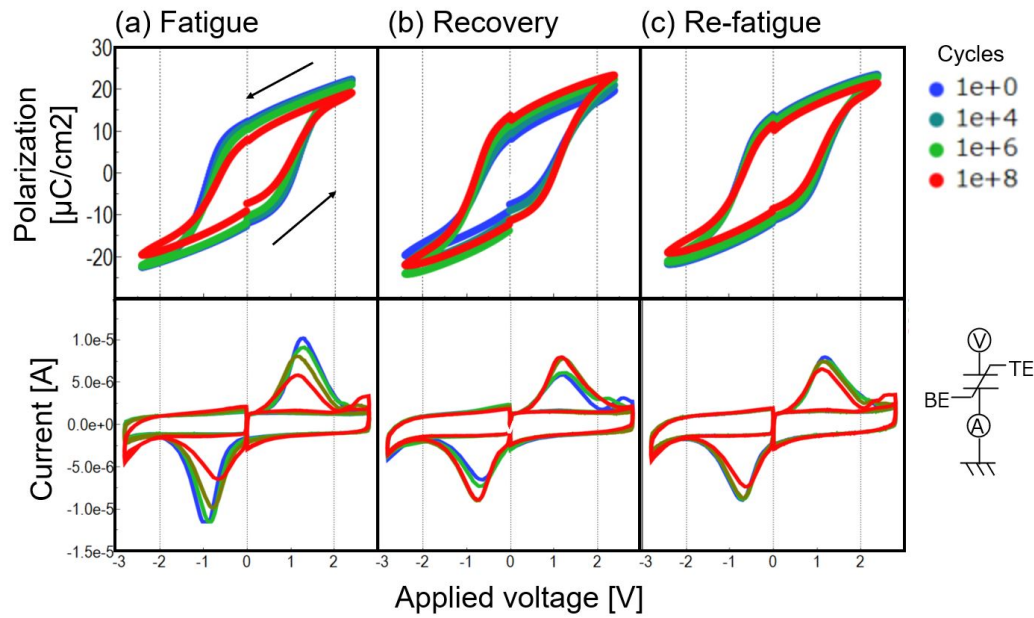 (a) Fatigue
(b) Recovery
(c) Re-fatigue
Polarization
[µC/cm2]
30
20
10
0
-10
-20
Cycles
1e+0
1e+4
1e+6
1e+8
Current [A]
1.0e-5
5.0e-6
0.0e+0
-5.0e-6
-1.0e-5
-1.5e-5
-3 -2 -1 0 1 2 -3 -2 -1 0 1 2 -3 -2 -1 0 1 2 3
Applied voltage [V]
V
TE
BE
A